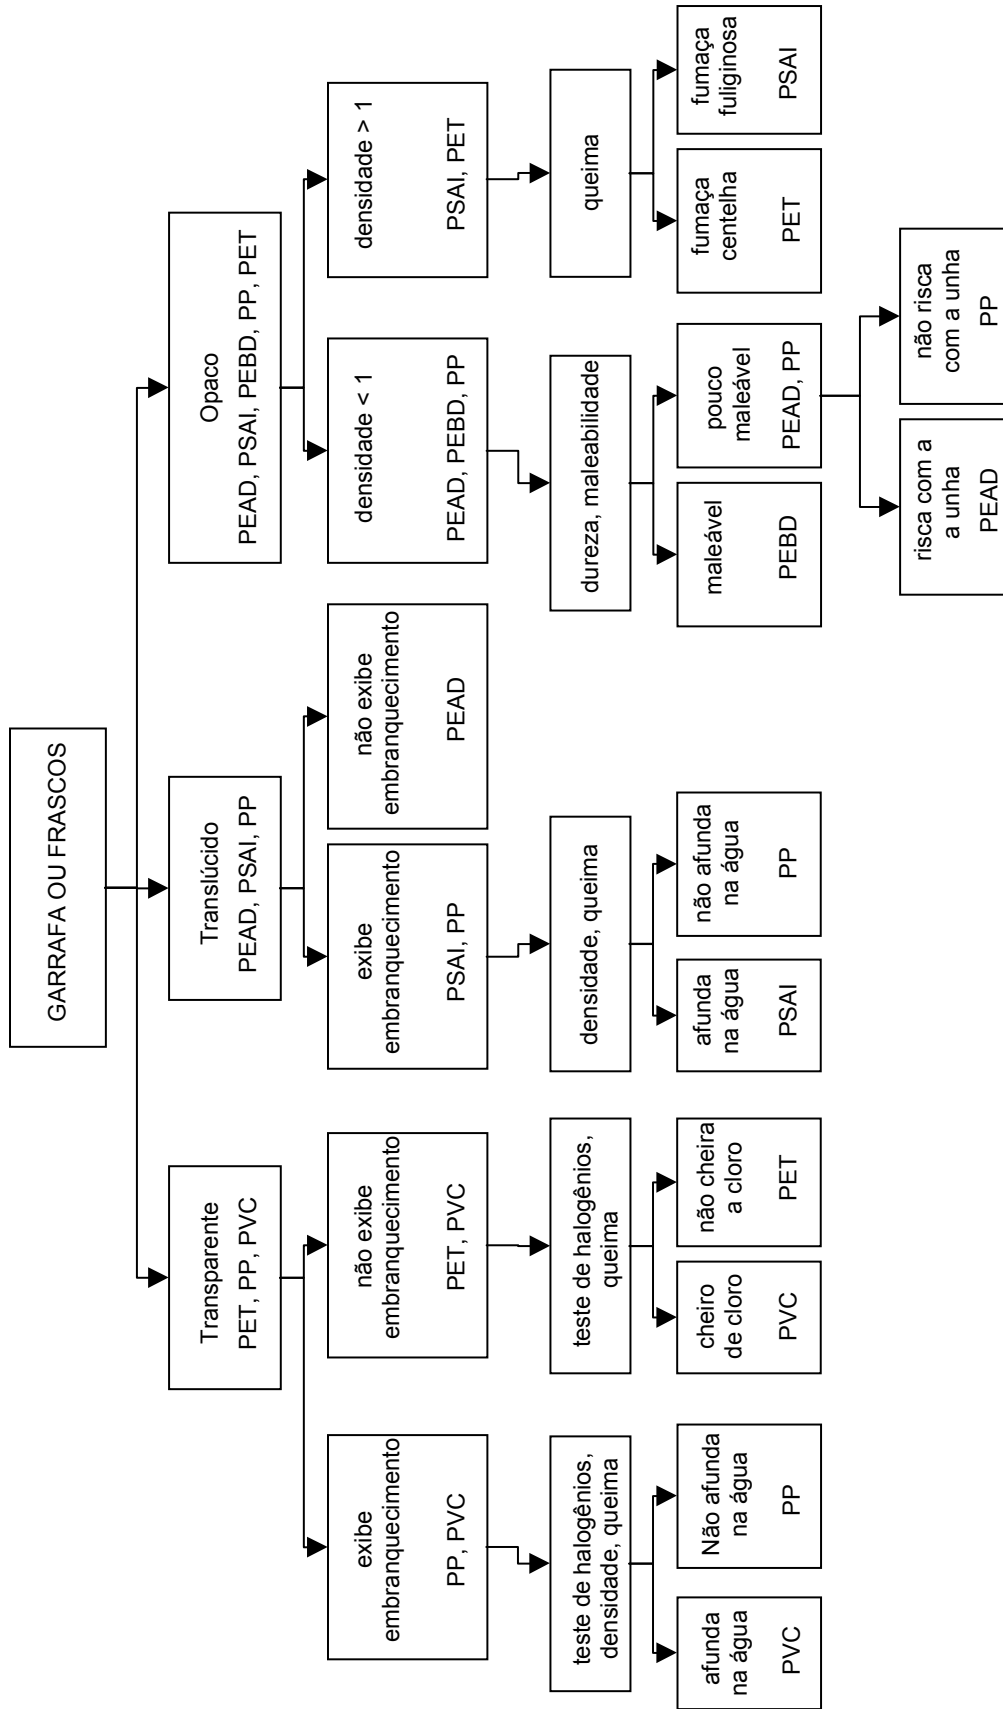 GARRAFA OU FRASCOS
Transparente
PET, PP, PVC
Translúcido
PEAD, PSAI, PP
Opaco
PEAD, PSAI, PEBD, PP, PET
exibe
embranquecimento
PP, PVC
não exibe
embranquecimento
PET, PVC
exibe
embranquecimento
PSAI, PP
não exibe
embranquecimento
PEAD
densidade < 1
PEAD, PEBD, PP
densidade > 1
PSAI, PET
teste de halogênios,
densidade, queima
teste de halogênios,
queima
densidade, queima
dureza, maleabilidade
queima
afunda
na água
PVC
Não afunda
na água
PP
cheiro
de cloro
PVC
não cheira
a cloro
PET
afunda
na água
PSAI
não afunda
na água
PP
maleável
PEBD
pouco
maleável
PEAD, PP
fumaça
centelha
PET
fumaça
fuliginosa
PSAI
risca com a
a unha
PEAD
não risca
com a unha
PP